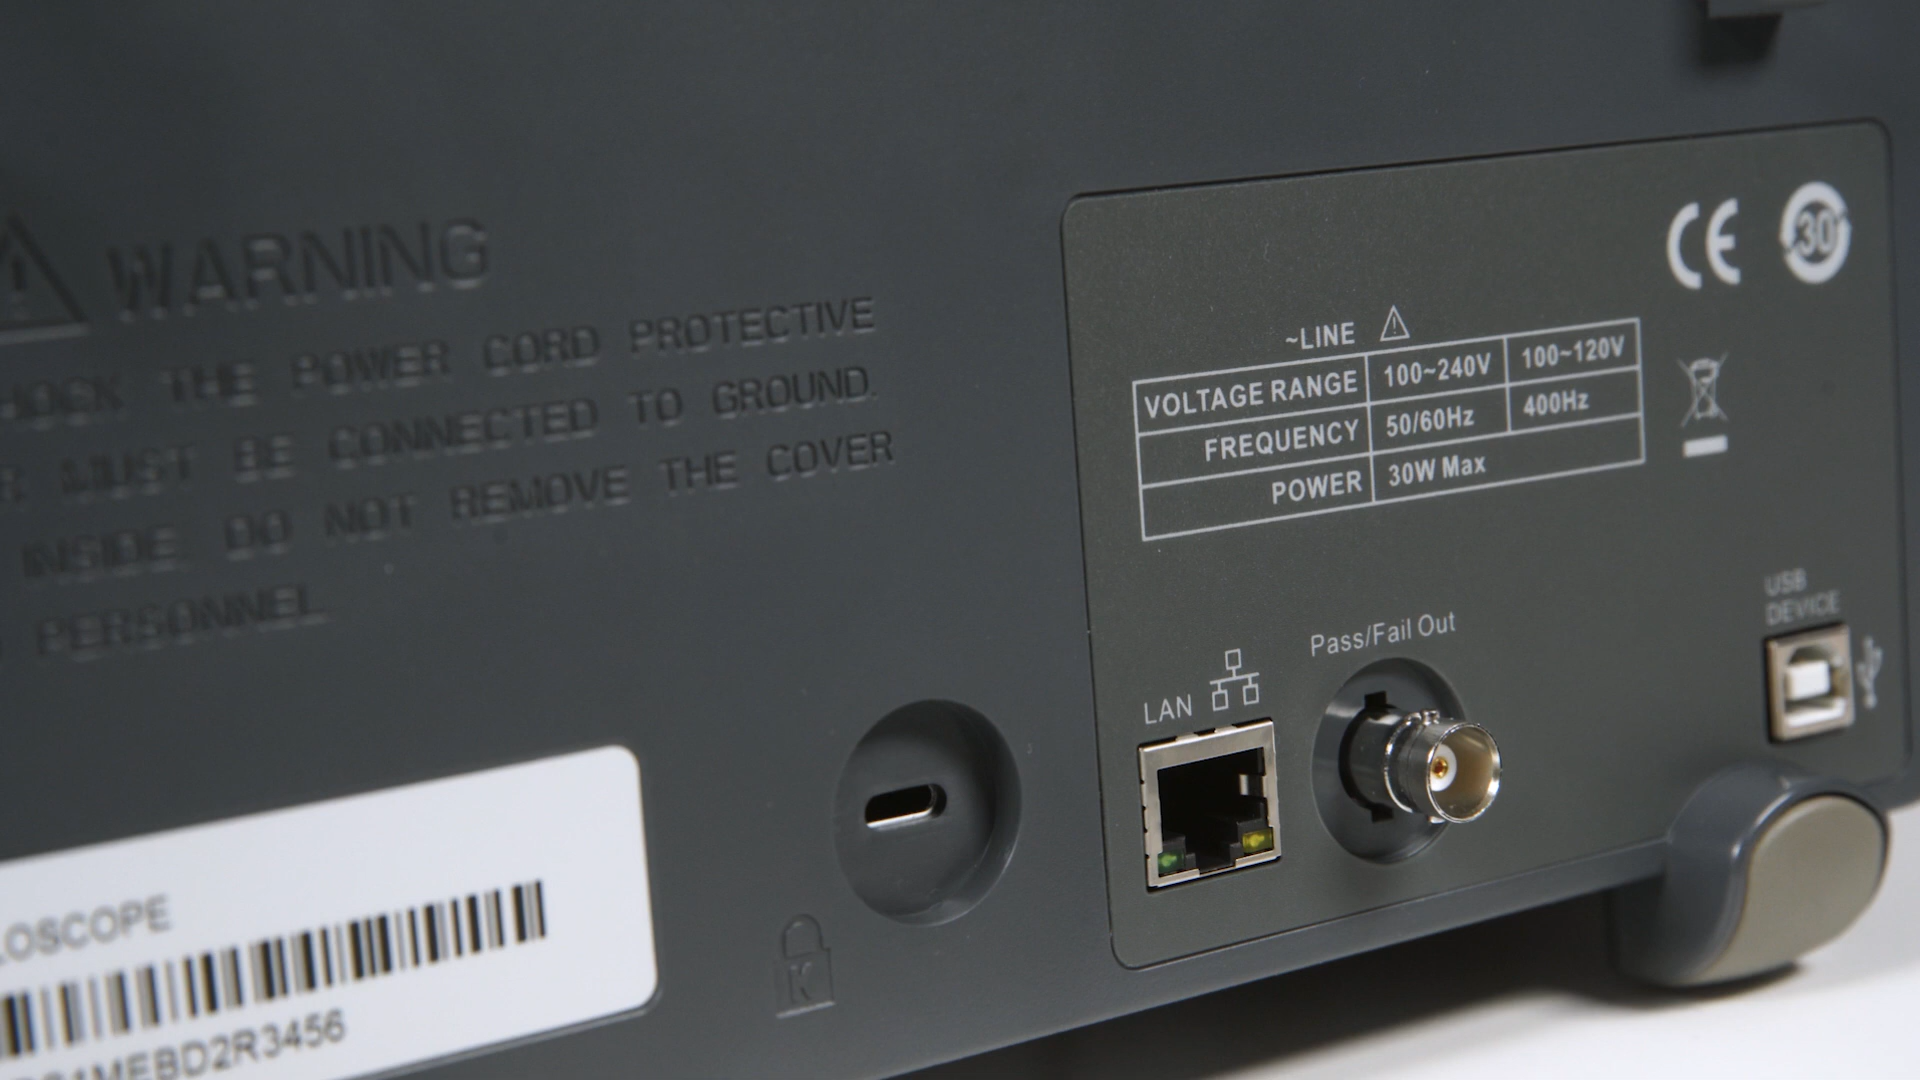 WARNING
HOCK THE POWER CORD PROTECTIVE
R MUST BE CONNECTED TO GROUND.
INSIDE. DO NOT REMOVE THE COVER
PERSONNEL
CE
30
~LINE
VOLTAGE RANGE 100~240V 100~120V
FREQUENCY 50/60Hz 400Hz
POWER 30W Max
USB
DEVICE
Pass/Fail Out
LAN
K
LOSCOPE
MEBD2R3456